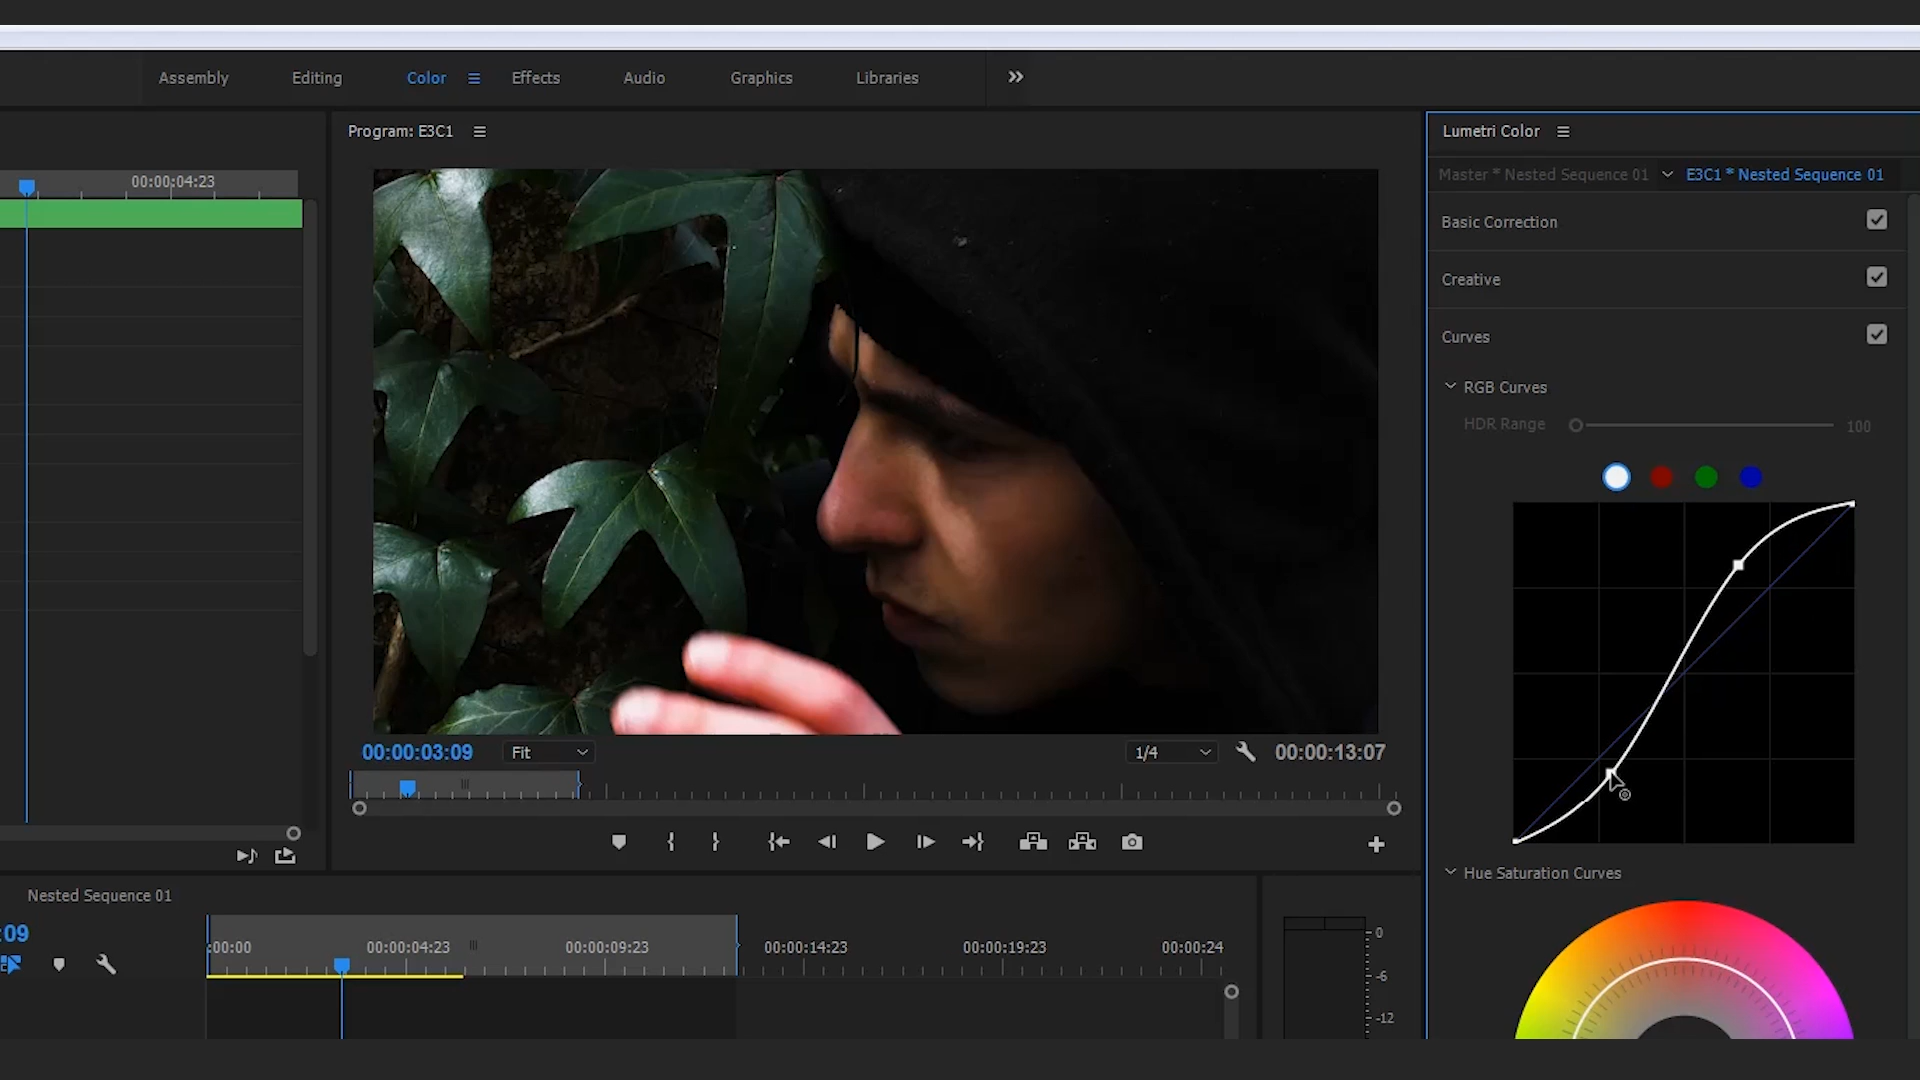 Assembly Editing Color Effects Audio Graphics Libraries
Program: E3C1
Lumetri Color
00:00:04:23
Master * Nested Sequence 01 E3C1 * Nested Sequence 01
Basic Correction
Creative
Curves
RGB Curves
HDR Range 100
00:00:03:09 Fit 1/4 00:00:13:07
Hue Saturation Curves
Nested Sequence 01
:09
:00:00 00:00:04:23 00:00:09:23 00:00:14:23 00:00:19:23 00:00:24
0
-6
-12